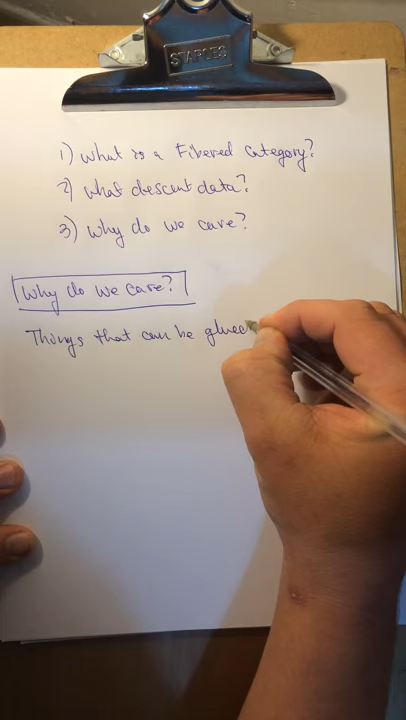 STAPLES
1) What is a Fibered Category?
2) What descent data?
3) Why do we care?
Why do we care?
Things that can be glued